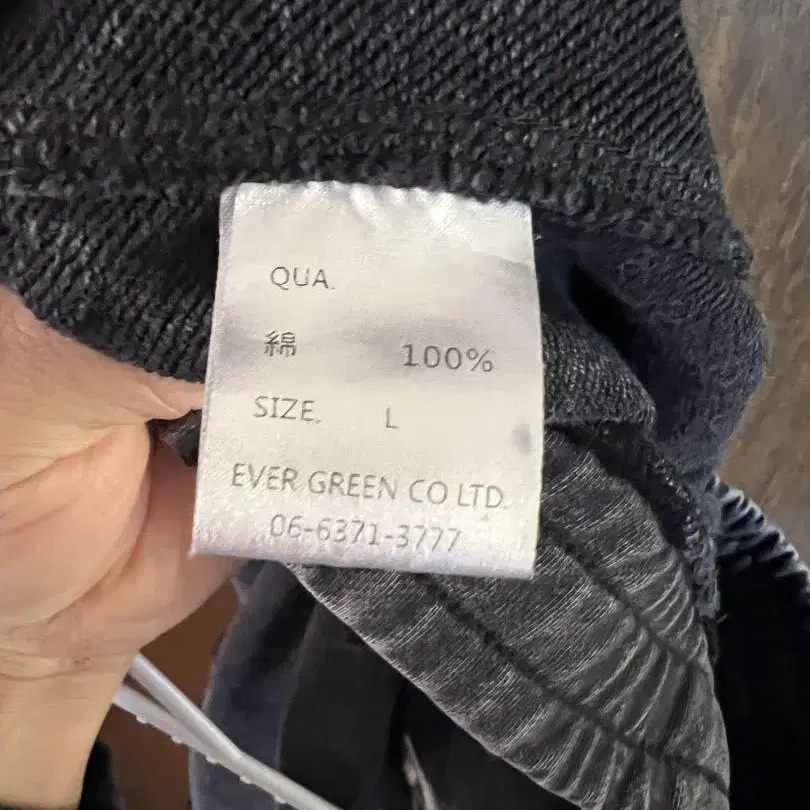 QUA.
綿 100%
SIZE. L
EVER GREEN CO LTD.
06-6371-3777